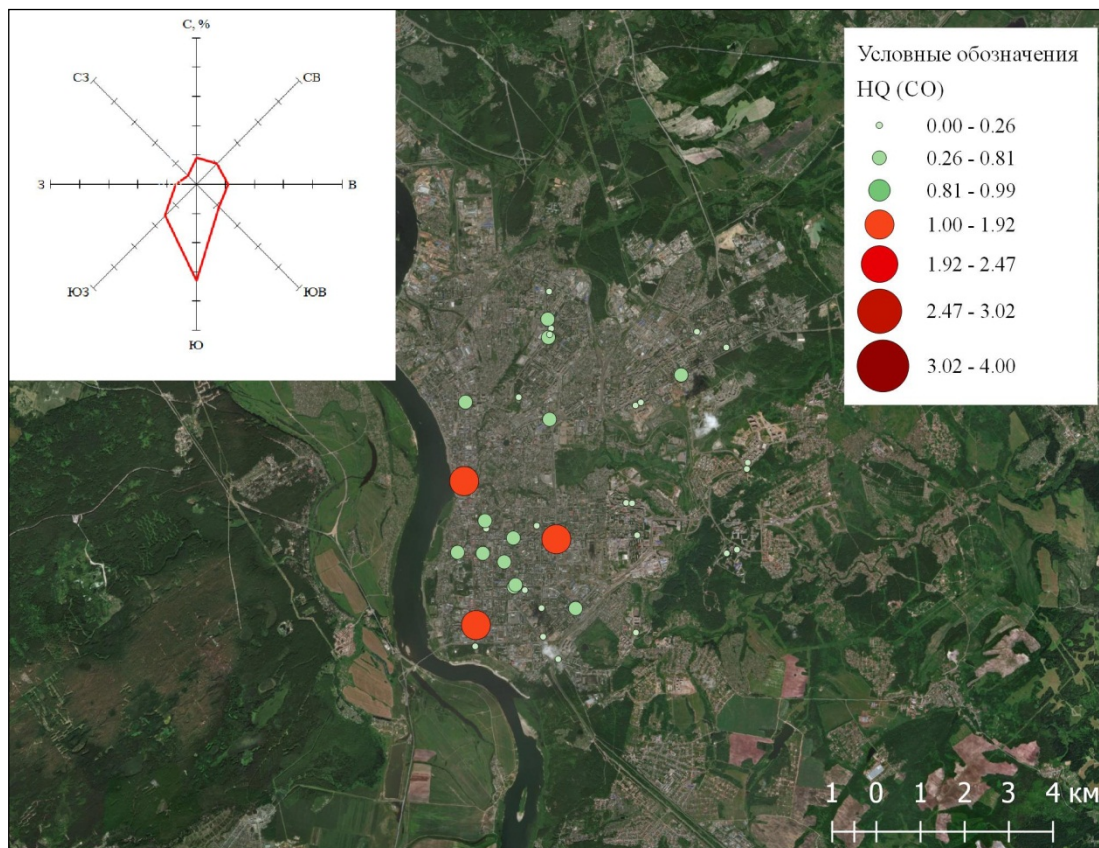 С, %
СЗ
СВ
З
В
ЮЗ
ЮВ
Ю
Условные обозначения
HQ (CO)
0.00 - 0.26
0.26 - 0.81
0.81 - 0.99
1.00 - 1.92
1.92 - 2.47
2.47 - 3.02
3.02 - 4.00
1 0 1 2 3 4 км